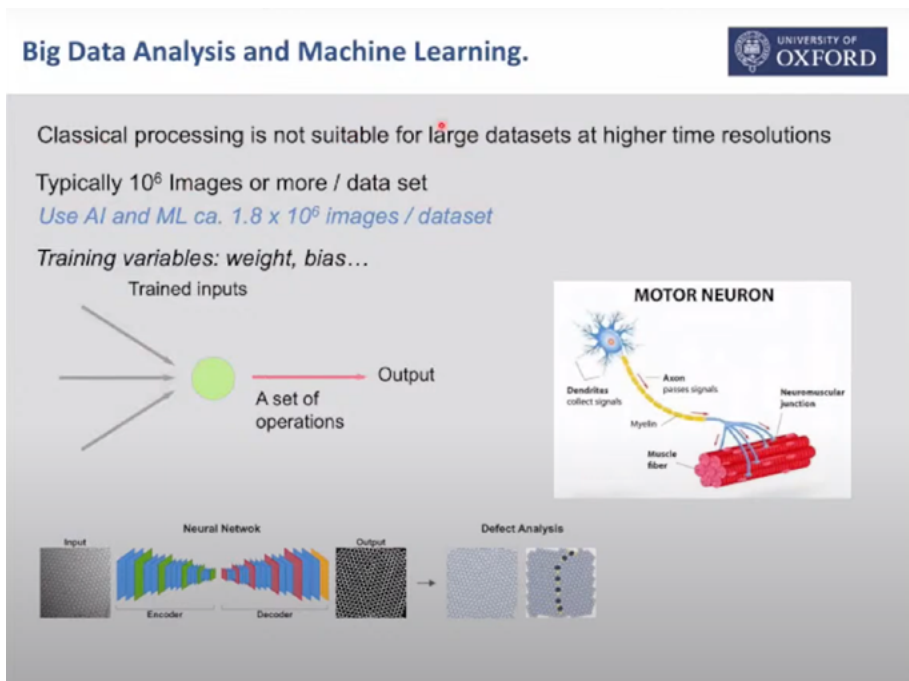 Big Data Analysis and Machine Learning.
UNIVERSITY OF
OXFORD
Classical processing is not suitable for large datasets at higher time resolutions
Typically 10⁶ Images or more / data set
Use AI and ML ca. 1.8 x 10⁶ images / dataset
Training variables: weight, bias…
Trained inputs
Output
A set of
operations
MOTOR NEURON
Dendrites
collect signals
Axon
passes signals
Myelin
Neuromuscular
junction
Muscle
fiber
Neural Netwok
Input
Output
Encoder
Decoder
Defect Analysis